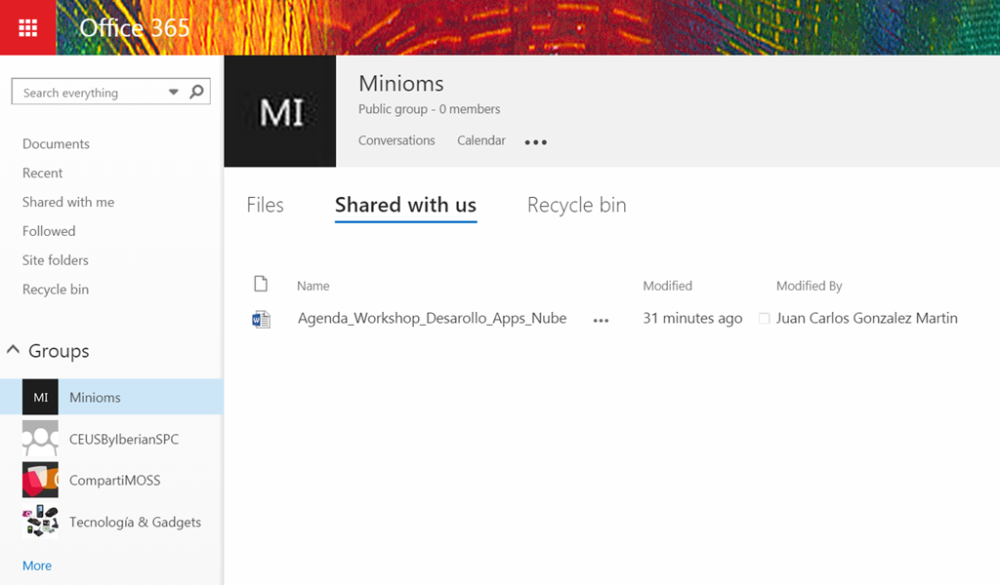 Office 365
Search everything
Documents
Recent
Shared with me
Followed
Site folders
Recycle bin
Groups
MI Minioms
CEUSByIberianSPC
CompartiMOSS
Tecnología & Gadgets
More
MI
Minioms
Public group - 0 members
Conversations Calendar •••
Files Shared with us Recycle bin
Name Modified Modified By
Agenda_Workshop_Desarollo_Apps_Nube ••• 31 minutes ago Juan Carlos Gonzalez Martin